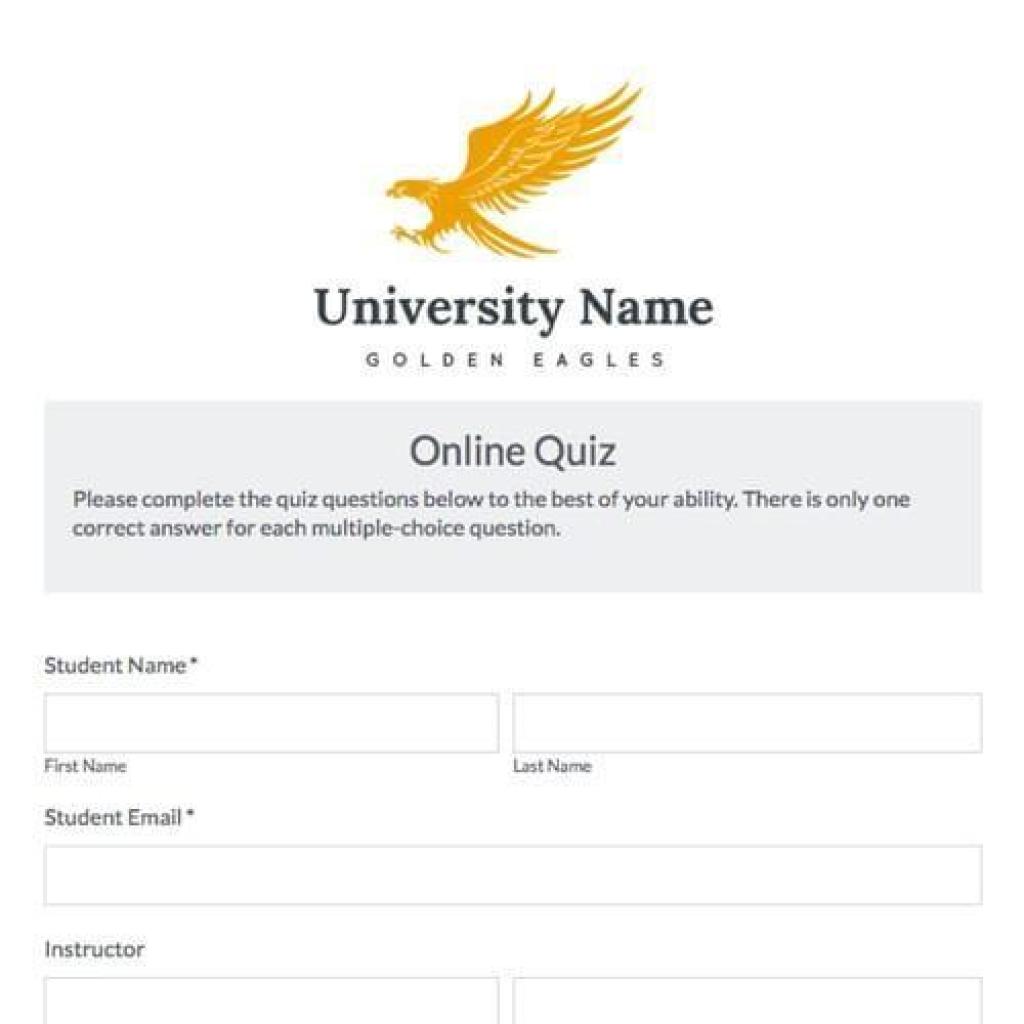 University Name
GOLDEN EAGLES
Online Quiz
Please complete the quiz questions below to the best of your ability. There is only one
correct answer for each multiple-choice question.
Student Name*
First Name Last Name
Student Email*
Instructor